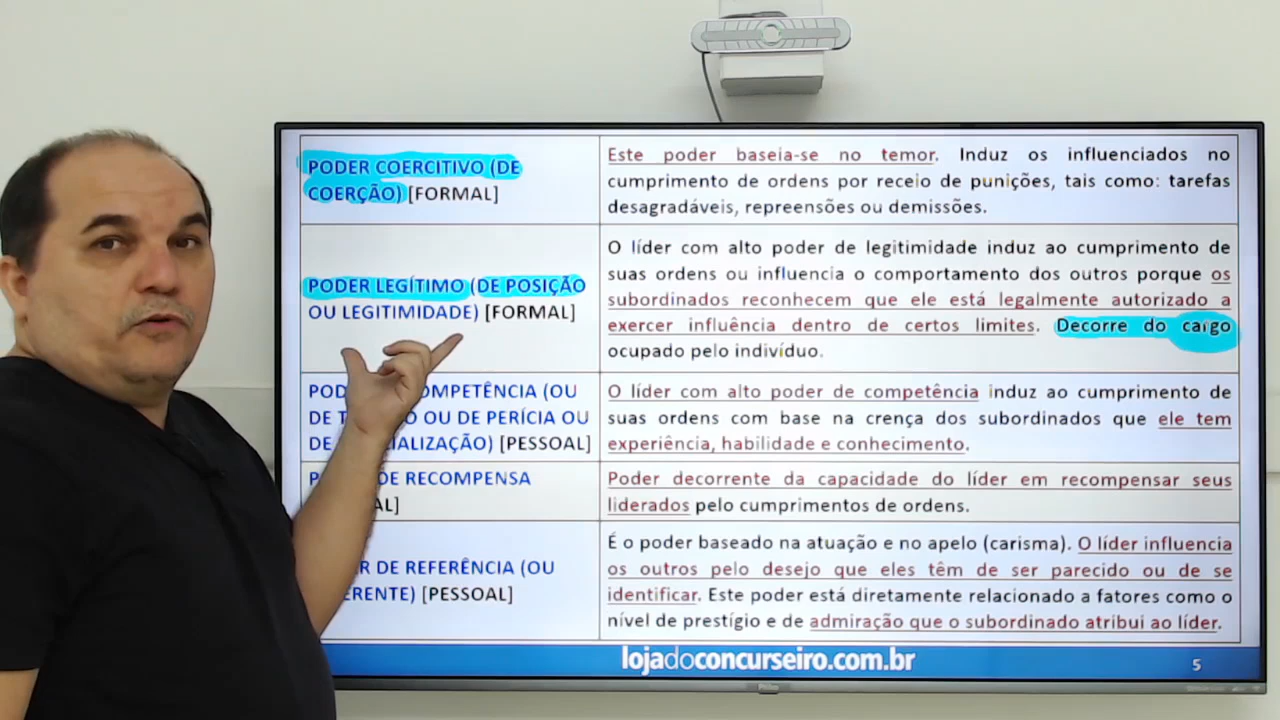 PODER COERCITIVO (DE
COERÇÃO) [FORMAL]
Este poder baseia-se no temor. Induz os influenciados no
cumprimento de ordens por receio de punições, tais como: tarefas
desagradáveis, repreensões ou demissões.
PODER LEGÍTIMO (DE POSIÇÃO
OU LEGITIMIDADE) [FORMAL]
O líder com alto poder de legitimidade induz ao cumprimento de
suas ordens ou influencia o comportamento dos outros porque os
subordinados reconhecem que ele está legalmente autorizado a
exercer influência dentro de certos limites. Decorre do cargo
ocupado pelo indivíduo.
COMPETÊNCIA (OU
DE OU DE PERÍCIA OU
DE [PESSOAL]
O líder com alto poder de competência induz ao cumprimento de
suas ordens com base na crença dos subordinados que ele tem
experiência, habilidade e conhecimento.
DE RECOMPENSA
Poder decorrente da capacidade do líder em recompensar seus
liderados pelo cumprimentos de ordens.
DE REFERÊNCIA (OU
[PESSOAL]
É o poder baseado na atuação e no apelo (carisma). O líder influencia
os outros pelo desejo que eles têm de ser parecido ou de se
identificar. Este poder está diretamente relacionado a fatores como o
nível de prestígio e de admiração que o subordinado atribui ao líder.
lojadoconcurseiro.com.br
5